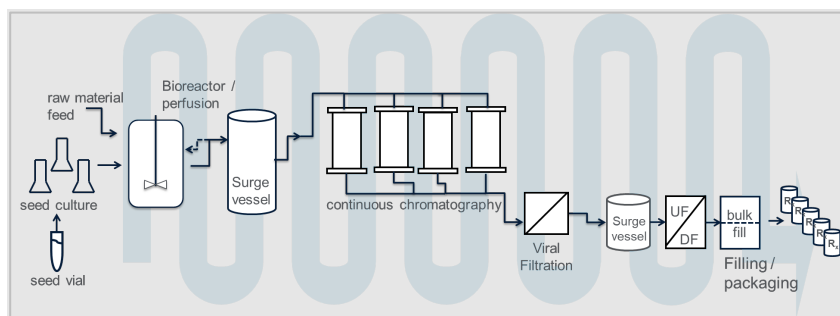 raw material
feed
Bioreactor /
perfusion
seed culture
seed vial
Surge
vessel
continuous chromatography
Viral
Filtration
Surge
vessel
UF
DF
bulk
fill
Filling /
packaging
R
R
R
R
Rx